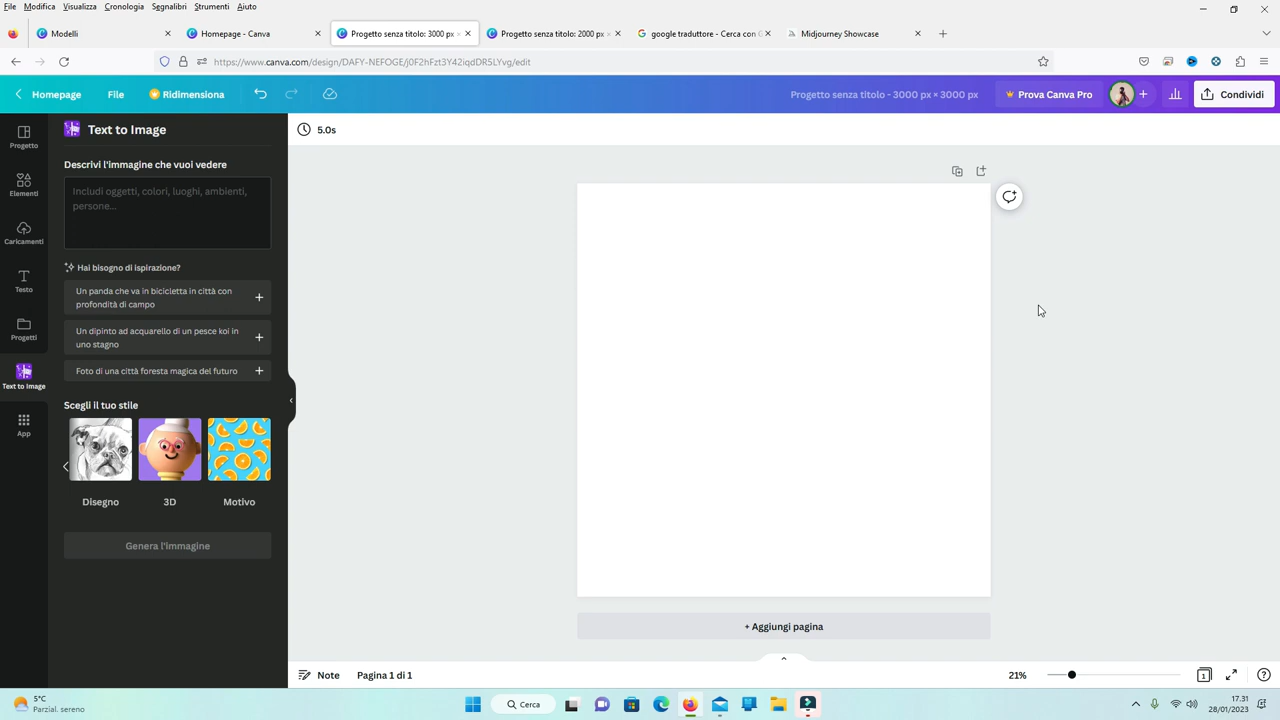 File Modifica Visualizza Cronologia Segnalibri Strumenti Aiuto
Modelli
Homepage - Canva
Progetto senza titolo: 3000 px ×
Progetto senza titolo: 2000 px ×
google traduttore - Cerca con G
Midjourney Showcase
https://www.canva.com/design/DAFY-NEFOGE/j0F2hFzt3Y42iqdDR5LYvg/edit
Homepage
File
Ridimensiona
Progetto senza titolo - 3000 px × 3000 px
Prova Canva Pro
Condividi
Progetto
Elementi
Caricamenti
Testo
Progetti
Text to Image
App
Text to Image
Descrivi l'immagine che vuoi vedere
Includi oggetti, colori, luoghi, ambienti,
persone...
Hai bisogno di ispirazione?
Un panda che va in bicicletta in città con
profondità di campo
Un dipinto ad acquarello di un pesce koi in
uno stagno
Foto di una città foresta magica del futuro
Scegli il tuo stile
Disegno
3D
Motivo
Genera l'immagine
5.0s
+ Aggiungi pagina
Note
Pagina 1 di 1
21%
1
5°C
Parzial. sereno
Cerca
17.31
28/01/2023